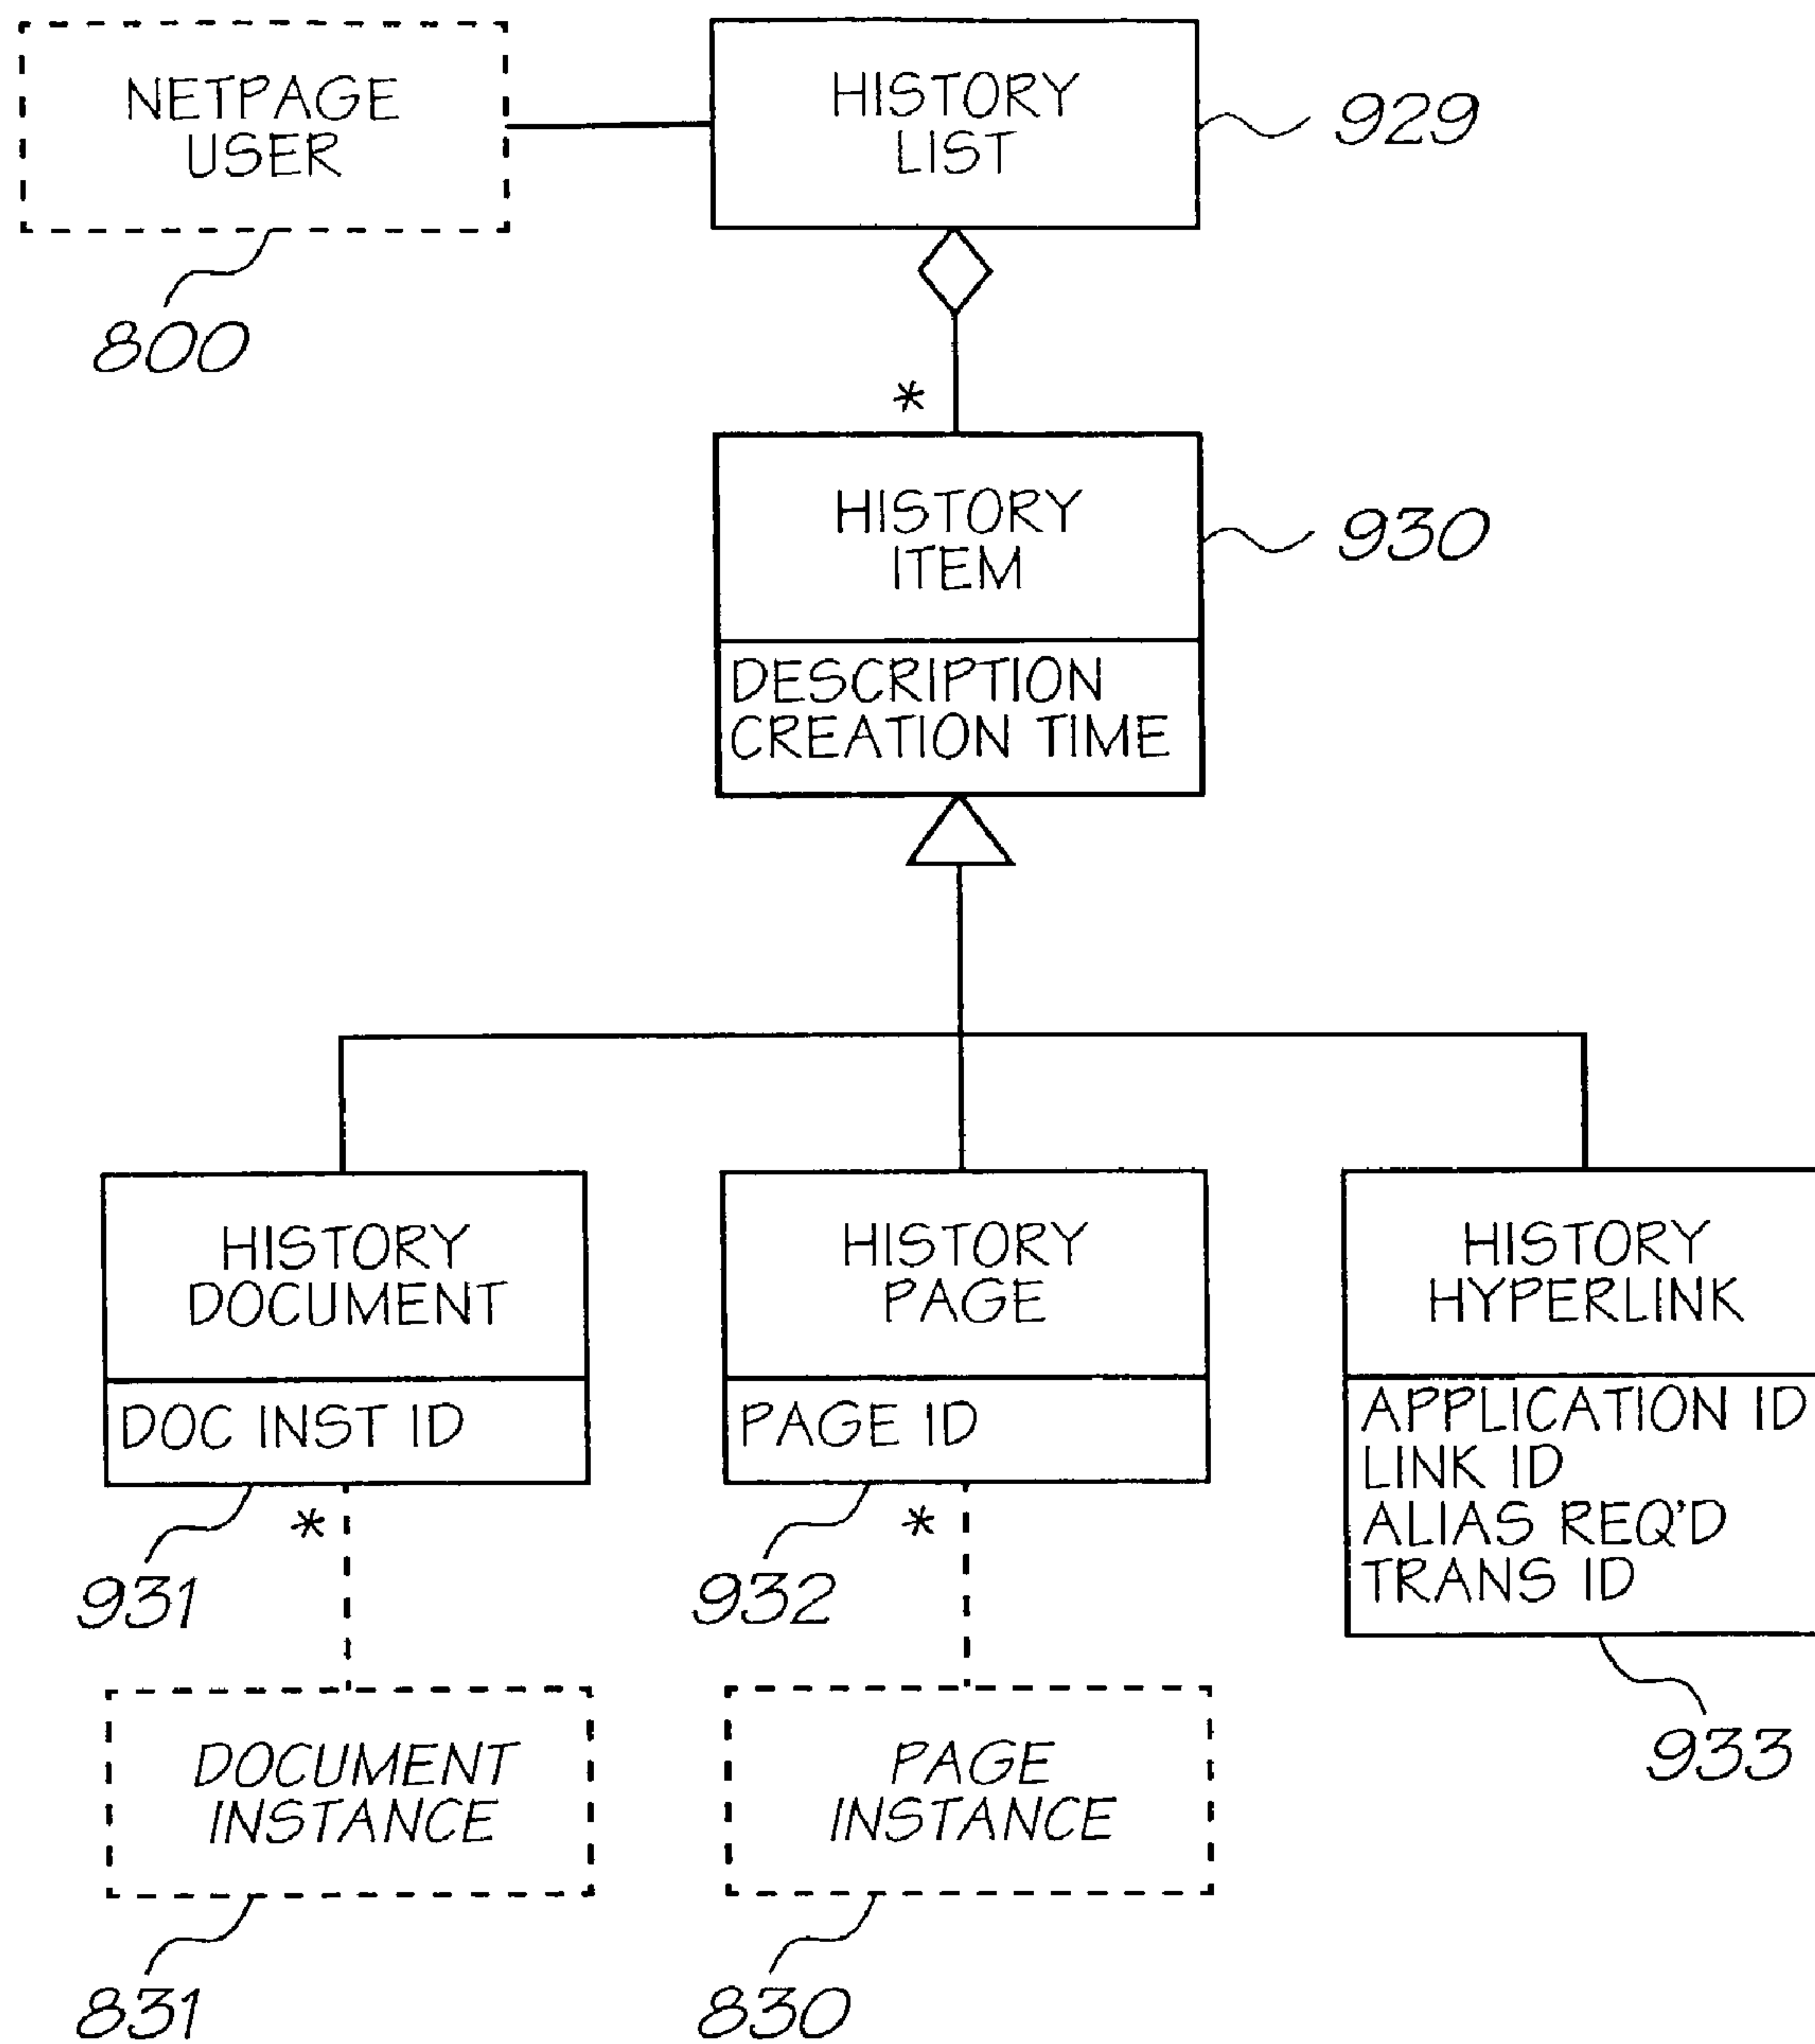 NETPAGE
USER
800
HISTORY
LIST
929
*
HISTORY
ITEM
930
DESCRIPTION
CREATION TIME
HISTORY
DOCUMENT
DOC INST ID
931
*
HISTORY
PAGE
PAGE ID
932
*
HISTORY
HYPERLINK
APPLICATION ID
LINK ID
ALIAS REQ'D
TRANS ID
933
DOCUMENT
INSTANCE
831
PAGE
INSTANCE
830